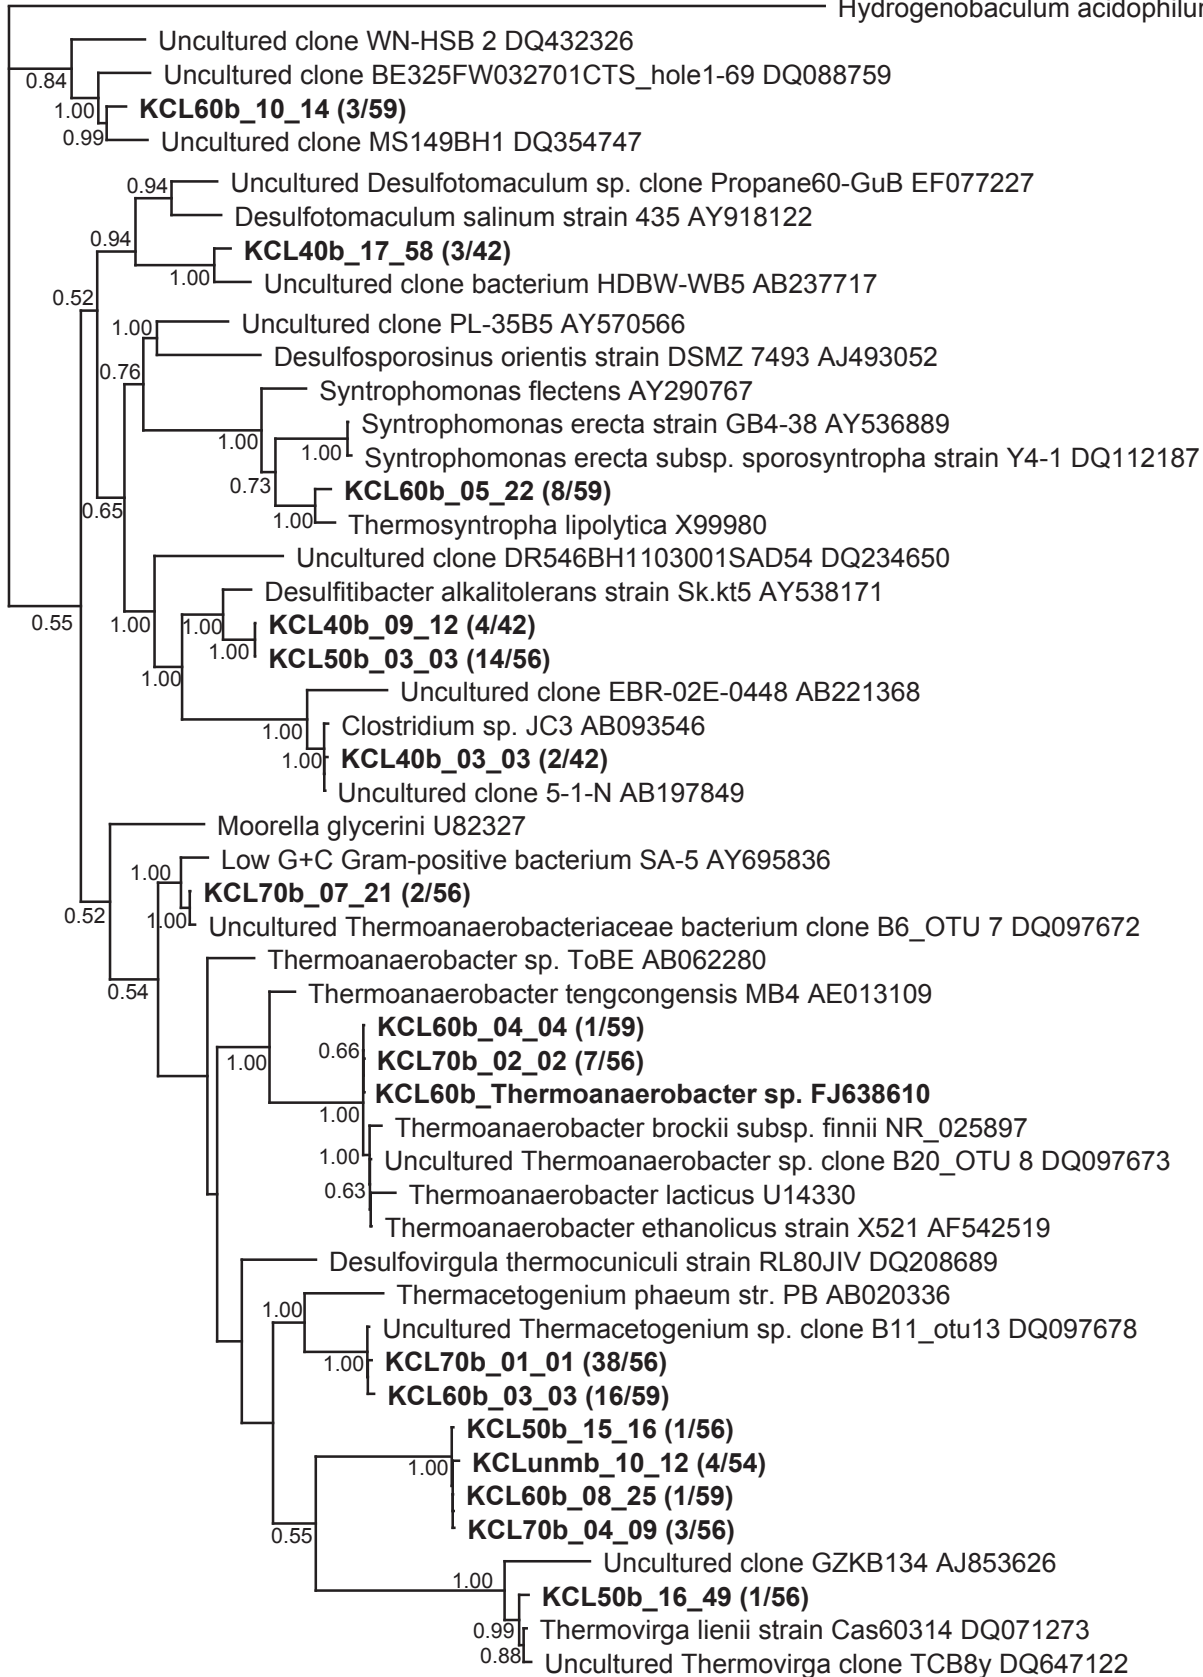 Hydrogenobaculum
Uncultured clone WN-HSB 2 DQ432326
0.84
Uncultured clone BE325FW032701CTS_hole1-69 DQ088759
1.00
KCL60b_10_14 (3/59)
0.99
Uncultured clone MS149BH1 DQ354747
0.94
Uncultured Desulfotomaculum sp. clone Propane60-GuB EF077227
Desulfotomaculum salinum strain 435 AY918122
0.94
KCL40b_17_58 (3/42)
1.00
Uncultured clone bacterium HDBW-WB5 AB237717
0.52
1.00
Uncultured clone PL-35B5 AY570566
Desulfosporosinus orientis strain DSMZ 7493 AJ493052
0.76
Syntrophomonas flectens AY290767
Syntrophomonas erecta strain GB4-38 AY536889
1.00
1.00
Syntrophomonas erecta subsp. sporosyntropha strain Y4-1 DQ112187
0.73
KCL60b_05_22 (8/59)
0.65
1.00
Thermosyntropha lipolytica X99980
Uncultured clone DR546BH1103001SAD54 DQ234650
Desulfitibacter alkalitolerans strain Sk.kt5 AY538171
0.55
1.00
1.00
KCL40b_09_12 (4/42)
1.00
KCL50b_03_03 (14/56)
1.00
Uncultured clone EBR-02E-0448 AB221368
1.00
Clostridium sp. JC3 AB093546
1.00
KCL40b_03_03 (2/42)
Uncultured clone 5-1-N AB197849
Moorella glycerini U82327
Low G+C Gram-positive bacterium SA-5 AY695836
1.00
KCL70b_07_21 (2/56)
0.52
1.00
Uncultured Thermoanaerobacteriaceae bacterium clone B6_OTU 7 DQ097672
Thermoanaerobacter sp. ToBE AB062280
0.54
Thermoanaerobacter tengcongensis MB4 AE013109
KCL60b_04_04 (1/59)
0.66
1.00
KCL70b_02_02 (7/56)
KCL60b_Thermoanaerobacter sp. FJ638610
1.00
Thermoanaerobacter brockii subsp. finnii NR_025897
1.00
Uncultured Thermoanaerobacter sp. clone B20_OTU 8 DQ097673
0.63
Thermoanaerobacter lacticus U14330
Thermoanaerobacter ethanolicus strain X521 AF542519
Desulfovirgula thermocuniculi strain RL80JIV DQ208689
Thermacetogenium phaeum str. PB AB020336
1.00
Uncultured Thermacetogenium sp. clone B11_otu13 DQ097678
1.00
KCL70b_01_01 (38/56)
KCL60b_03_03 (16/59)
KCL50b_15_16 (1/56)
1.00
KCLunmb_10_12 (4/54)
KCL60b_08_25 (1/59)
0.55
KCL70b_04_09 (3/56)
Uncultured clone GZKB134 AJ853626
1.00
KCL50b_16_49 (1/56)
0.99
Thermovirga lienii strain Cas60314 DQ071273
0.88
Uncultured Thermovirga clone TCB8y DQ647122